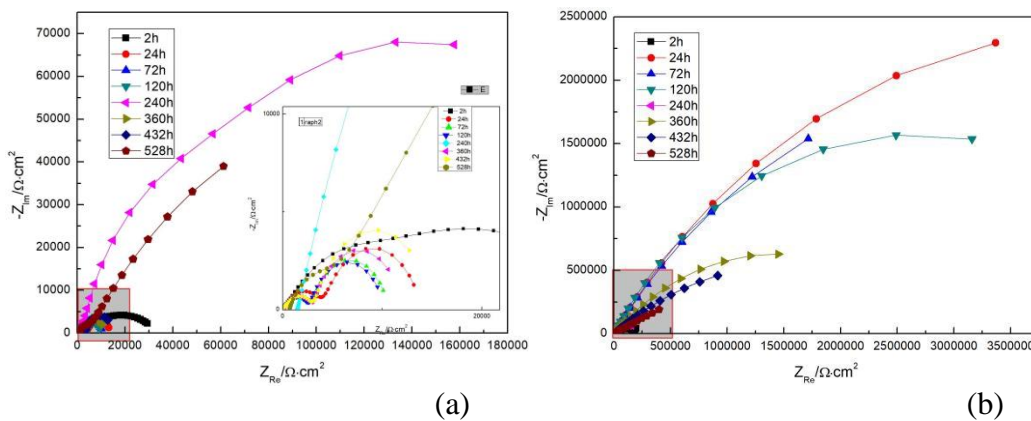 70000
60000
50000
40000
30000
20000
10000
0
-Z_Im/Ω·cm²
2h
24h
72h
120h
240h
360h
432h
528h
E
10000
1raph2
2h
24h
72h
120h
240h
360h
432h
528h
20000
0 20000 40000 60000 80000 100000 120000 140000 160000 180000
Z_Re/Ω·cm²
(a)
(b)
2500000
2000000
1500000
1000000
500000
0
-Z_Im/Ω·cm²
2h
24h
72h
120h
240h
360h
432h
528h
0 500000 1000000 1500000 2000000 2500000 3000000 3500000
Z_Re/Ω·cm²
(b)